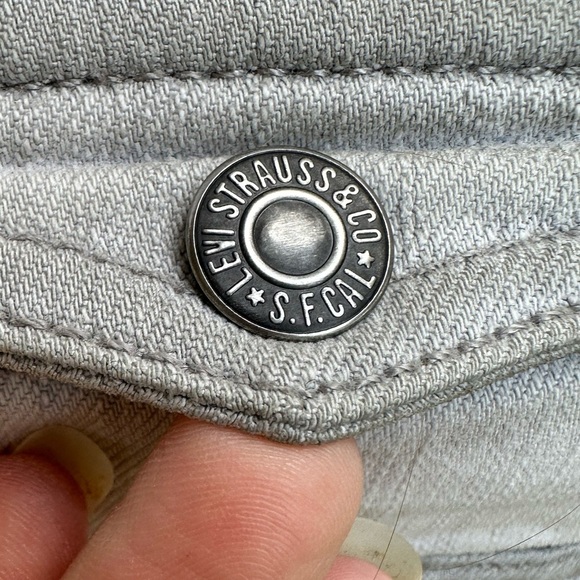 LEVI STRAUSS & CO
★ S.F. CAL ★